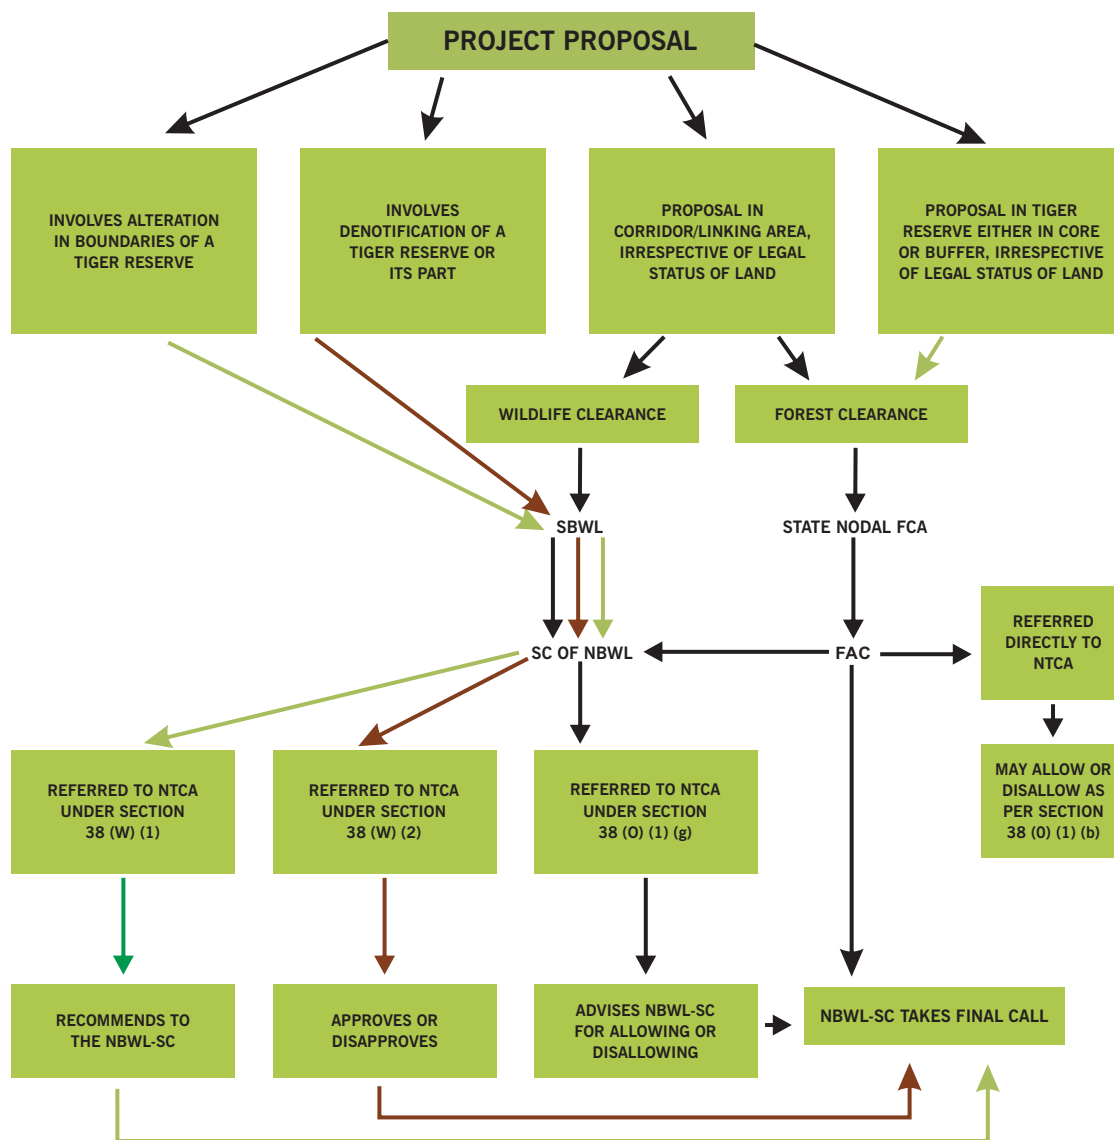 PROJECT PROPOSAL
INVOLVES ALTERATION
IN BOUNDARIES OF A
TIGER RESERVE
INVOLVES
DENOTIFICATION OF A
TIGER RESERVE OR
ITS PART
PROPOSAL IN
CORRIDOR/LINKING AREA,
IRRESPECTIVE OF LEGAL
STATUS OF LAND
PROPOSAL IN TIGER
RESERVE EITHER IN CORE
OR BUFFER, IRRESPECTIVE
OF LEGAL STATUS OF LAND
WILDLIFE CLEARANCE
FOREST CLEARANCE
SBWL
STATE NODAL FCA
SC OF NBWL
FAC
REFERRED
DIRECTLY TO
NTCA
REFERRED TO NTCA
UNDER SECTION
38 (W) (1)
REFERRED TO NTCA
UNDER SECTION
38 (W) (2)
REFERRED TO NTCA
UNDER SECTION
38 (O) (1) (g)
MAY ALLOW OR
DISALLOW AS
PER SECTION
38 (0) (1) (b)
RECOMMENDS TO
THE NBWL-SC
APPROVES OR
DISAPPROVES
ADVISES NBWL-SC
FOR ALLOWING OR
DISALLOWING
NBWL-SC TAKES FINAL CALL